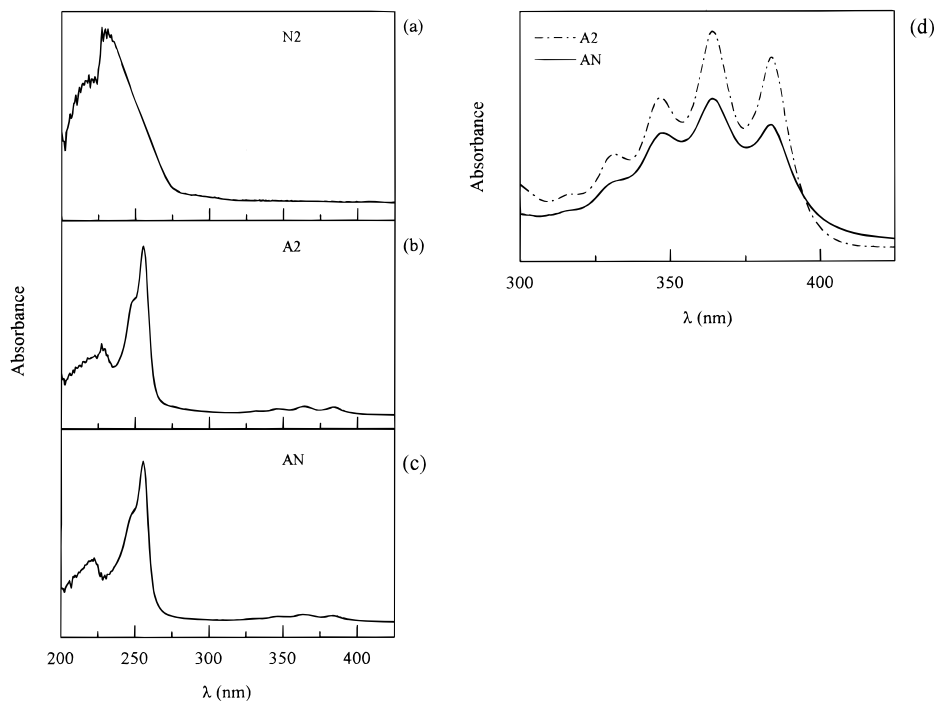 (a)
N2
(b)
A2
Absorbance
(c)
AN
200 250 300 350 400
λ (nm)
(d)
A2
AN
Absorbance
300 350 400
λ (nm)